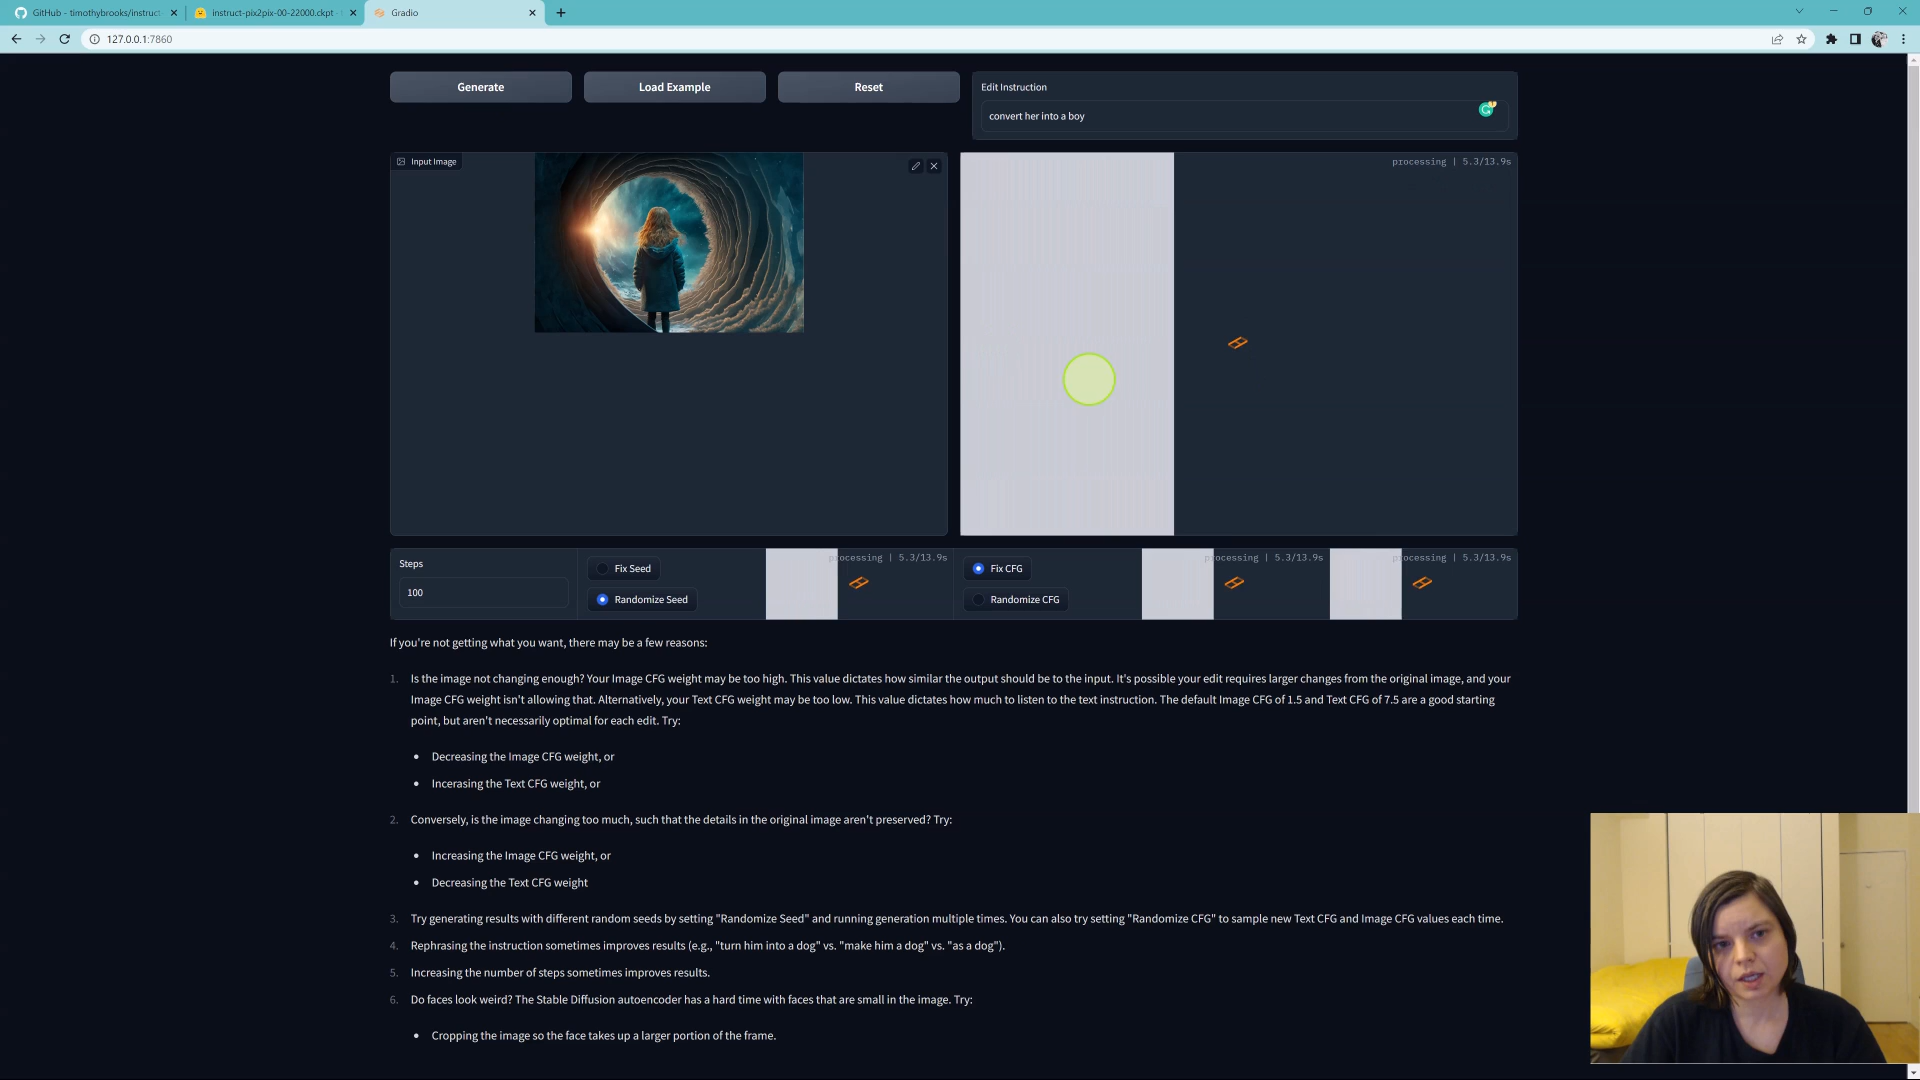 GitHub - timothybrooks/instruct
instruct-pix2pix-00-22000.ckpt -
Gradio
127.0.0.1:7860
Generate
Load Example
Reset
Edit Instruction
convert her into a boy
Input Image
processing | 5.3/13.9s
Steps
100
Fix Seed
Randomize Seed
processing | 5.3/13.9s
Fix CFG
Randomize CFG
processing | 5.3/13.9s
processing | 5.3/13.9s
If you're not getting what you want, there may be a few reasons:
1. Is the image not changing enough? Your Image CFG weight may be too high. This value dictates how similar the output should be to the input. It's possible your edit requires larger changes from the original image, and your
Image CFG weight isn't allowing that. Alternatively, your Text CFG weight may be too low. This value dictates how much to listen to the text instruction. The default Image CFG of 1.5 and Text CFG of 7.5 are a good starting
point, but aren't necessarily optimal for each edit. Try:
• Decreasing the Image CFG weight, or
• Incerasing the Text CFG weight, or
2. Conversely, is the image changing too much, such that the details in the original image aren't preserved? Try:
• Increasing the Image CFG weight, or
• Decreasing the Text CFG weight
3. Try generating results with different random seeds by setting "Randomize Seed" and running generation multiple times. You can also try setting "Randomize CFG" to sample new Text CFG and Image CFG values each time.
4. Rephrasing the instruction sometimes improves results (e.g., "turn him into a dog" vs. "make him a dog" vs. "as a dog").
5. Increasing the number of steps sometimes improves results.
6. Do faces look weird? The Stable Diffusion autoencoder has a hard time with faces that are small in the image. Try:
• Cropping the image so the face takes up a larger portion of the frame.